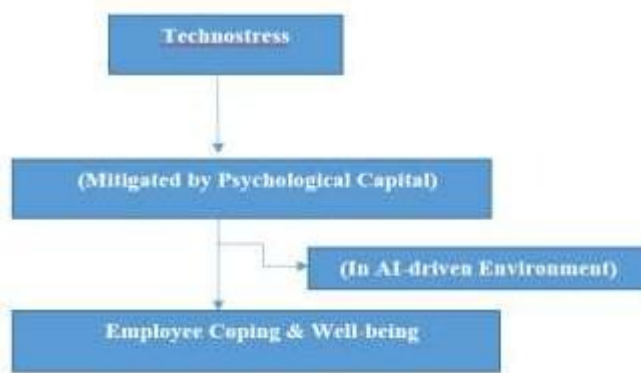 Technostress
(Mitigated by Psychological Capital)
(In AI-driven Environment)
Employee Coping & Well-being